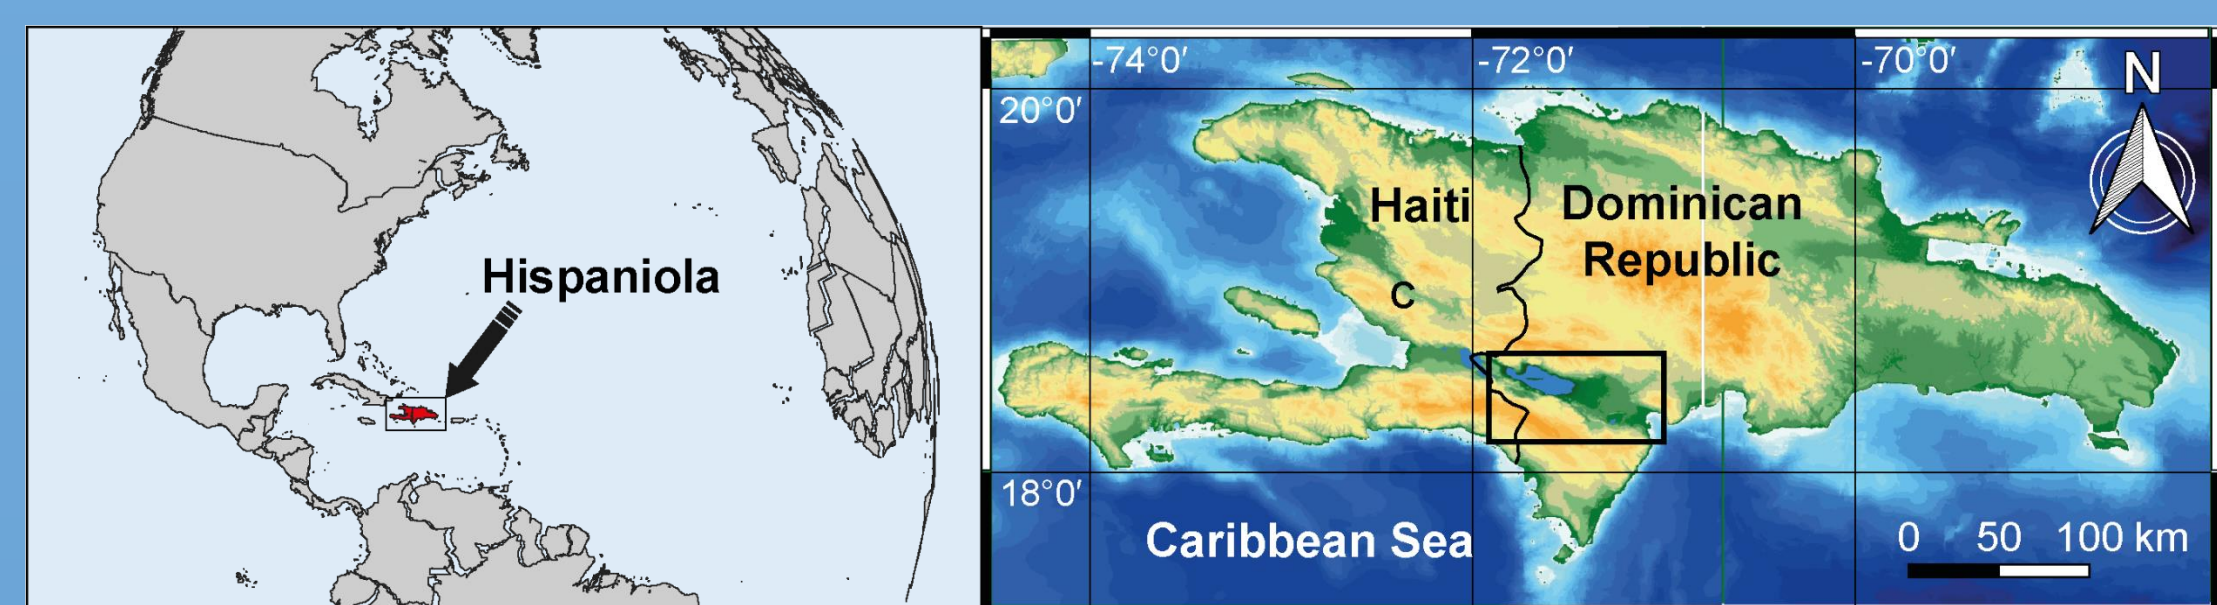 Hispaniola
-74°0′
-72°0′
-70°0′
N
20°0′
Haiti
Dominican
Republic
C
18°0′
Caribbean Sea
0 50 100 km